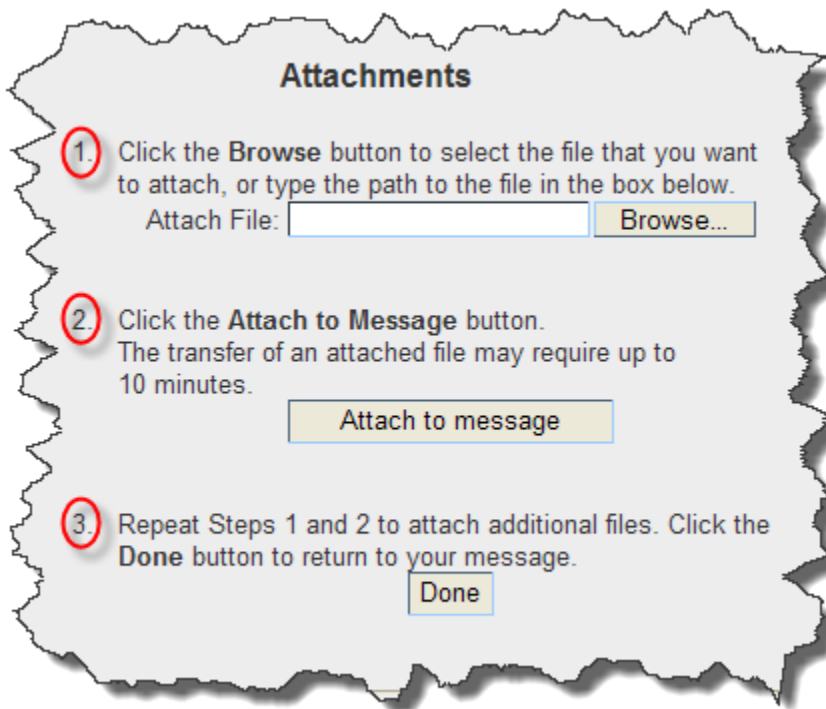 Attachments
1. Click the Browse button to select the file that you want
to attach, or type the path to the file in the box below.
Attach File: Browse...
2. Click the Attach to Message button.
The transfer of an attached file may require up to
10 minutes.
Attach to message
3. Repeat Steps 1 and 2 to attach additional files. Click the
Done button to return to your message.
Done